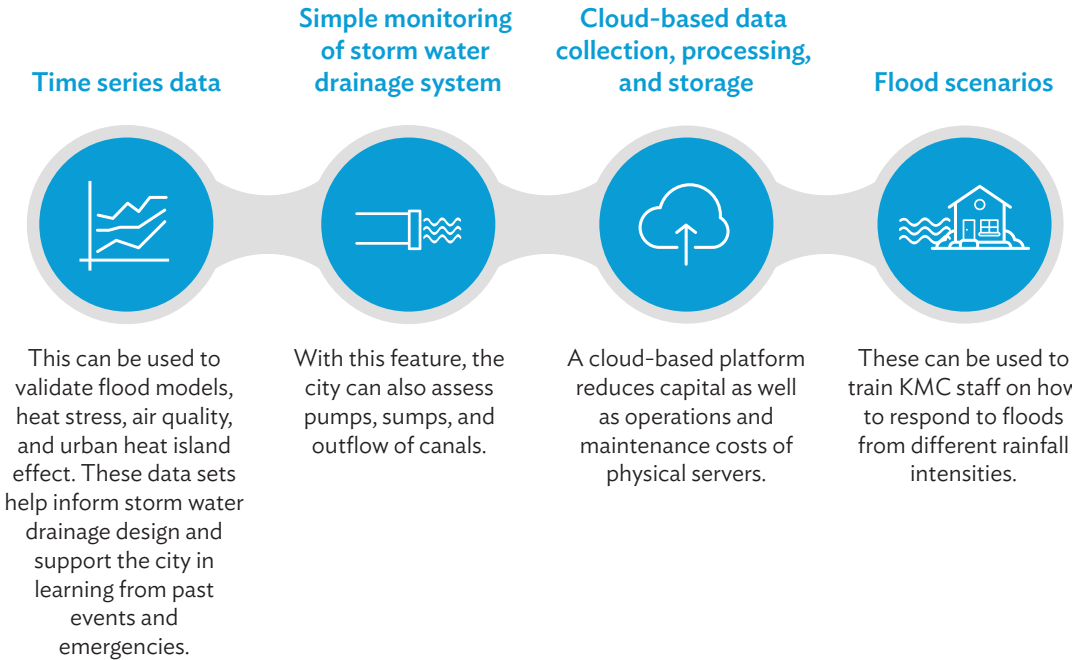 Time series data
This can be used to
validate flood models,
heat stress, air quality,
and urban heat island
effect. These data sets
help inform storm water
drainage design and
support the city in
learning from past
events and
emergencies.
Simple monitoring
of storm water
drainage system
With this feature, the
city can also assess
pumps, sumps, and
outflow of canals.
Cloud-based data
collection, processing,
and storage
A cloud-based platform
reduces capital as well
as operations and
maintenance costs of
physical servers.
Flood scenarios
These can be used to
train KMC staff on how
to respond to floods
from different rainfall
intensities.